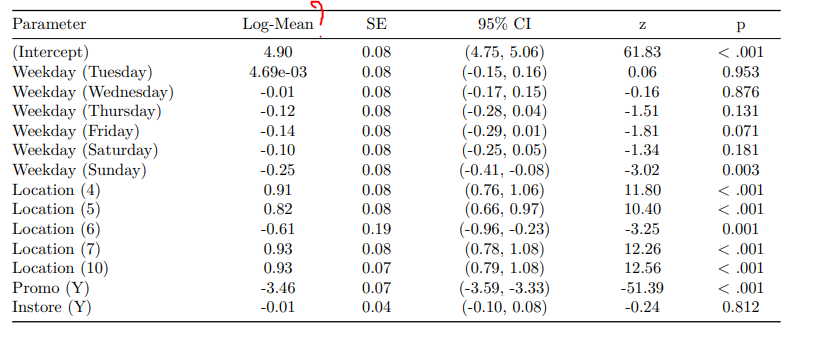 Parameter Log-Mean ? SE 95% CI z p
(Intercept) 4.90 0.08 (4.75, 5.06) 61.83 < .001
Weekday (Tuesday) 4.69e-03 0.08 (-0.15, 0.16) 0.06 0.953
Weekday (Wednesday) -0.01 0.08 (-0.17, 0.15) -0.16 0.876
Weekday (Thursday) -0.12 0.08 (-0.28, 0.04) -1.51 0.131
Weekday (Friday) -0.14 0.08 (-0.29, 0.01) -1.81 0.071
Weekday (Saturday) -0.10 0.08 (-0.25, 0.05) -1.34 0.181
Weekday (Sunday) -0.25 0.08 (-0.41, -0.08) -3.02 0.003
Location (4) 0.91 0.08 (0.76, 1.06) 11.80 < .001
Location (5) 0.82 0.08 (0.66, 0.97) 10.40 < .001
Location (6) -0.61 0.19 (-0.96, -0.23) -3.25 0.001
Location (7) 0.93 0.08 (0.78, 1.08) 12.26 < .001
Location (10) 0.93 0.07 (0.79, 1.08) 12.56 < .001
Promo (Y) -3.46 0.07 (-3.59, -3.33) -51.39 < .001
Instore (Y) -0.01 0.04 (-0.10, 0.08) -0.24 0.812